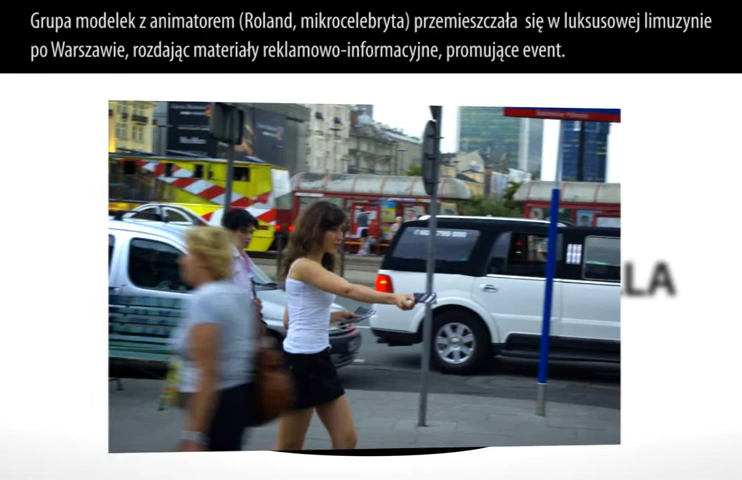 Grupa modelek z animatorem (Roland, mikrocelebryta) przemieszczała się w luksusowej limuzynie
po Warszawie, rozdając materiały reklamowo-informacyjne, promujące event.
LA